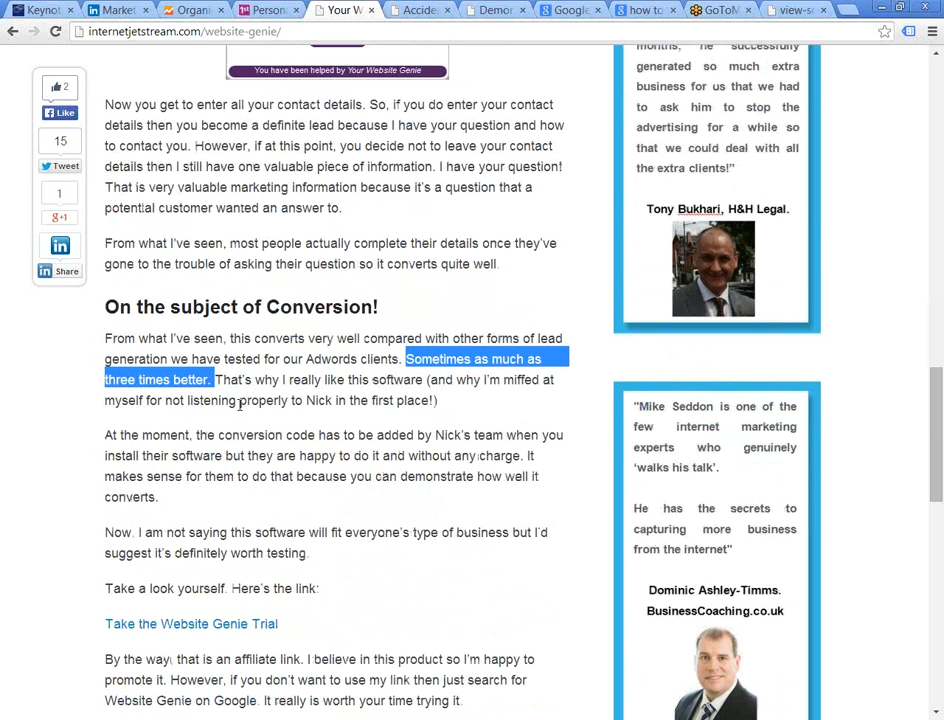 Keynot
Market
Organi
Person
Your W
Accide
Demor
Google
how to
GoToM
view-so
internetjetstream.com/website-genie/
You have been helped by Your Website Genie
2
Like
15
Tweet
1
g+1
in
in Share
Now you get to enter all your contact details. So, if you do enter your contact
details then you become a definite lead because I have your question and how
to contact you. However, if at this point, you decide not to leave your contact
details then I still have one valuable piece of information. I have your question!
That is very valuable marketing information because it's a question that a
potential customer wanted an answer to.
From what I've seen, most people actually complete their details once they've
gone to the trouble of asking their question so it converts quite well.
On the subject of Conversion!
From what I've seen, this converts very well compared with other forms of lead
generation we have tested for our Adwords clients. Sometimes as much as
three times better. That's why I really like this software (and why I'm miffed at
myself for not listening properly to Nick in the first place!)
At the moment, the conversion code has to be added by Nick's team when you
install their software but they are happy to do it and without any charge. It
makes sense for them to do that because you can demonstrate how well it
converts.
Now. I am not saying this software will fit everyone's type of business but I'd
suggest it's definitely worth testing.
Take a look yourself. Here's the link:
Take the Website Genie Trial
By the way, that is an affiliate link. I believe in this product so I'm happy to
promote it. However, if you don't want to use my link then just search for
Website Genie on Google. It really is worth your time trying it.
months, he successfully
generated so much extra
business for us that we had
to ask him to stop the
advertising for a while so
that we could deal with all
the extra clients!"
Tony Bukhari, H&H Legal.
"Mike Seddon is one of the
few internet marketing
experts who genuinely
'walks his talk'.
He has the secrets to
capturing more business
from the internet"
Dominic Ashley-Timms.
BusinessCoaching.co.uk